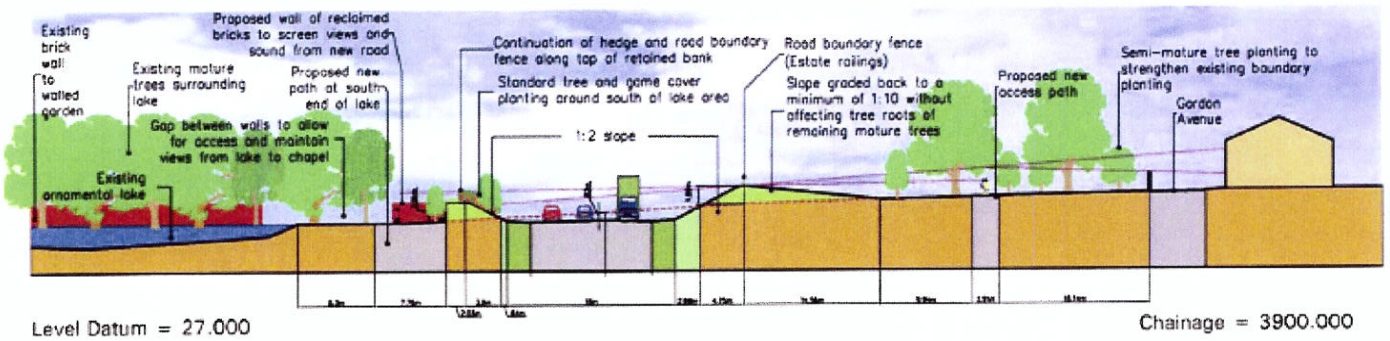 Existing
brick
wall
to
walled
garden
Existing mature
trees surrounding
lake
Gap between walls to allow
for access and maintain
views from lake to chapel
Existing
ornamental lake
Proposed wall of reclaimed
bricks to screen views and
sound from new road
Proposed new
path at south
end of lake
Continuation of hedge and road boundary
fence along top of retained bank
Standard tree and game cover
planting around south of lake area
1:2 slope
Road boundary fence
(Estate railings)
Slope graded back to a
minimum of 1:10 without
affecting tree roots of
remaining mature trees
Proposed new
access path
Semi-mature tree planting to
strengthen existing boundary
planting
Gordon
Avenue
Level Datum = 27.000
Chainage = 3900.000